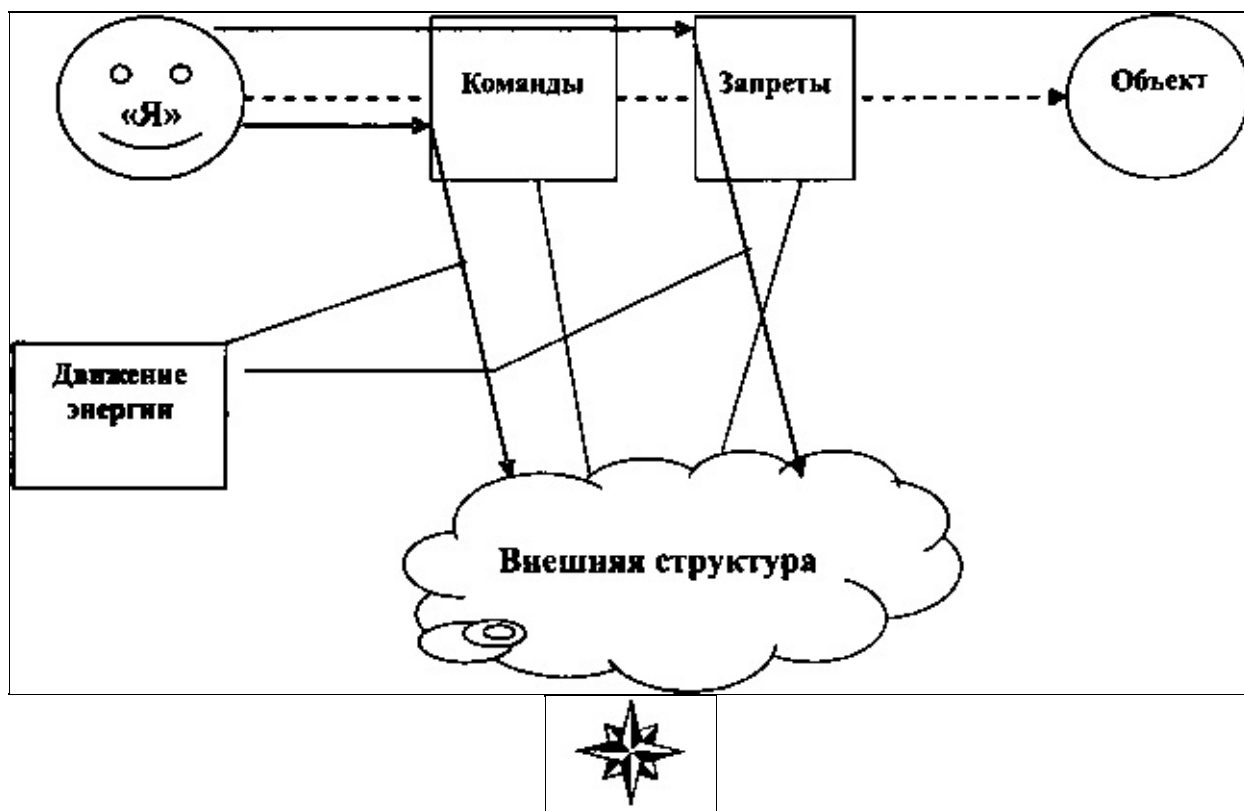 «Я»
Команды
Запреты
Объект
Движение
энергии
Внешняя структура